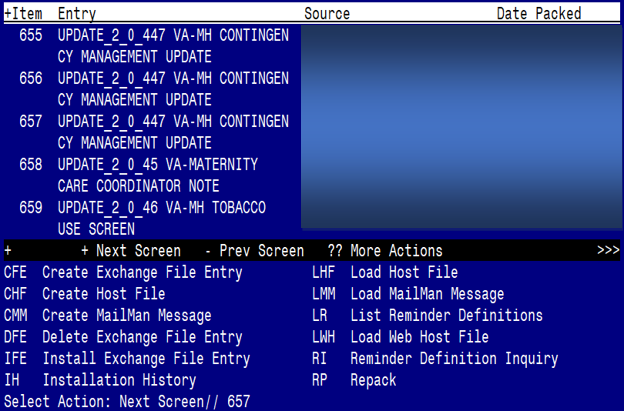 +Item  Entry                           Source                   Date Packed
  655  UPDATE_2_0_447 VA-MH CONTINGEN
       CY MANAGEMENT UPDATE
  656  UPDATE_2_0_447 VA-MH CONTINGEN
       CY MANAGEMENT UPDATE
  657  UPDATE_2_0_447 VA-MH CONTINGEN
       CY MANAGEMENT UPDATE
  658  UPDATE_2_0_45 VA-MATERNITY
       CARE COORDINATOR NOTE
  659  UPDATE_2_0_46 VA-MH TOBACCO
       USE SCREEN
+         + Next Screen   - Prev Screen   ?? More Actions                    >>>
CFE  Create Exchange File Entry         LHF  Load Host File
CHF  Create Host File                   LMM  Load MailMan Message
CMM  Create MailMan Message             LR   List Reminder Definitions
DFE  Delete Exchange File Entry         LWH  Load Web Host File
IFE  Install Exchange File Entry        RI   Reminder Definition Inquiry
IH   Installation History               RP   Repack
Select Action: Next Screen// 657